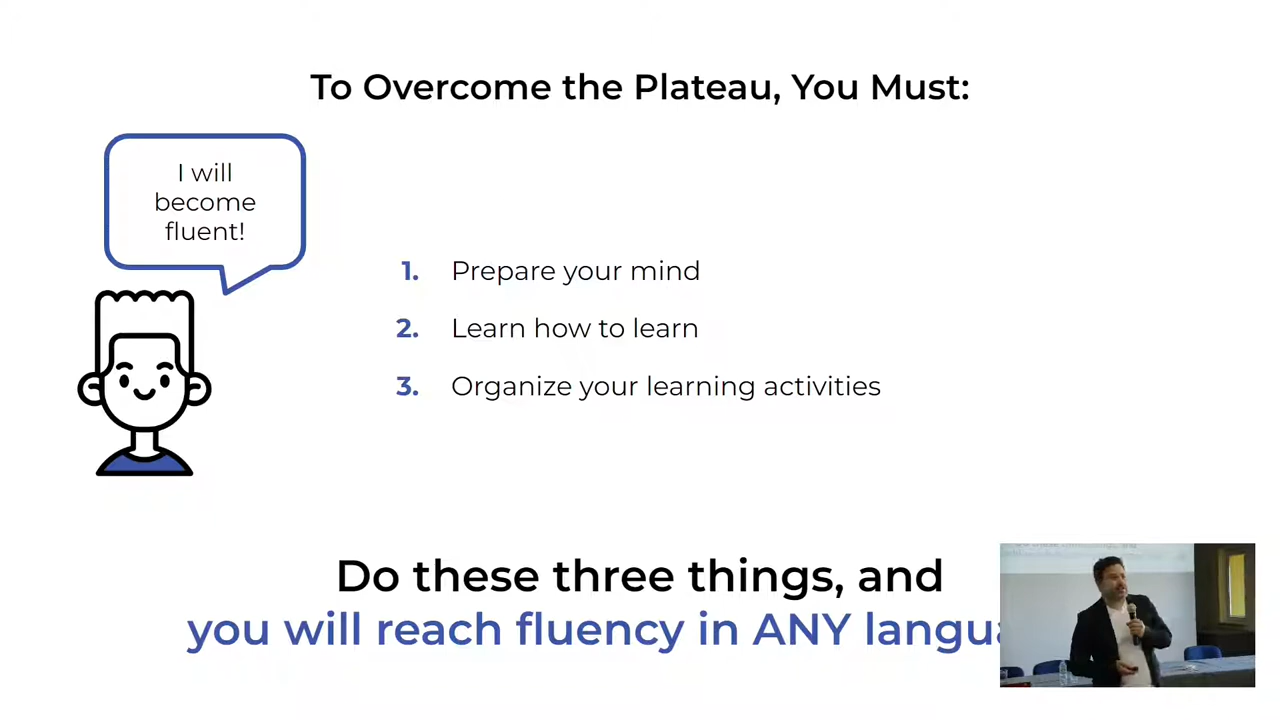 To Overcome the Plateau, You Must:
I will
become
fluent!
1. Prepare your mind
2. Learn how to learn
3. Organize your learning activities
Do these three things, and
you will reach fluency in ANY